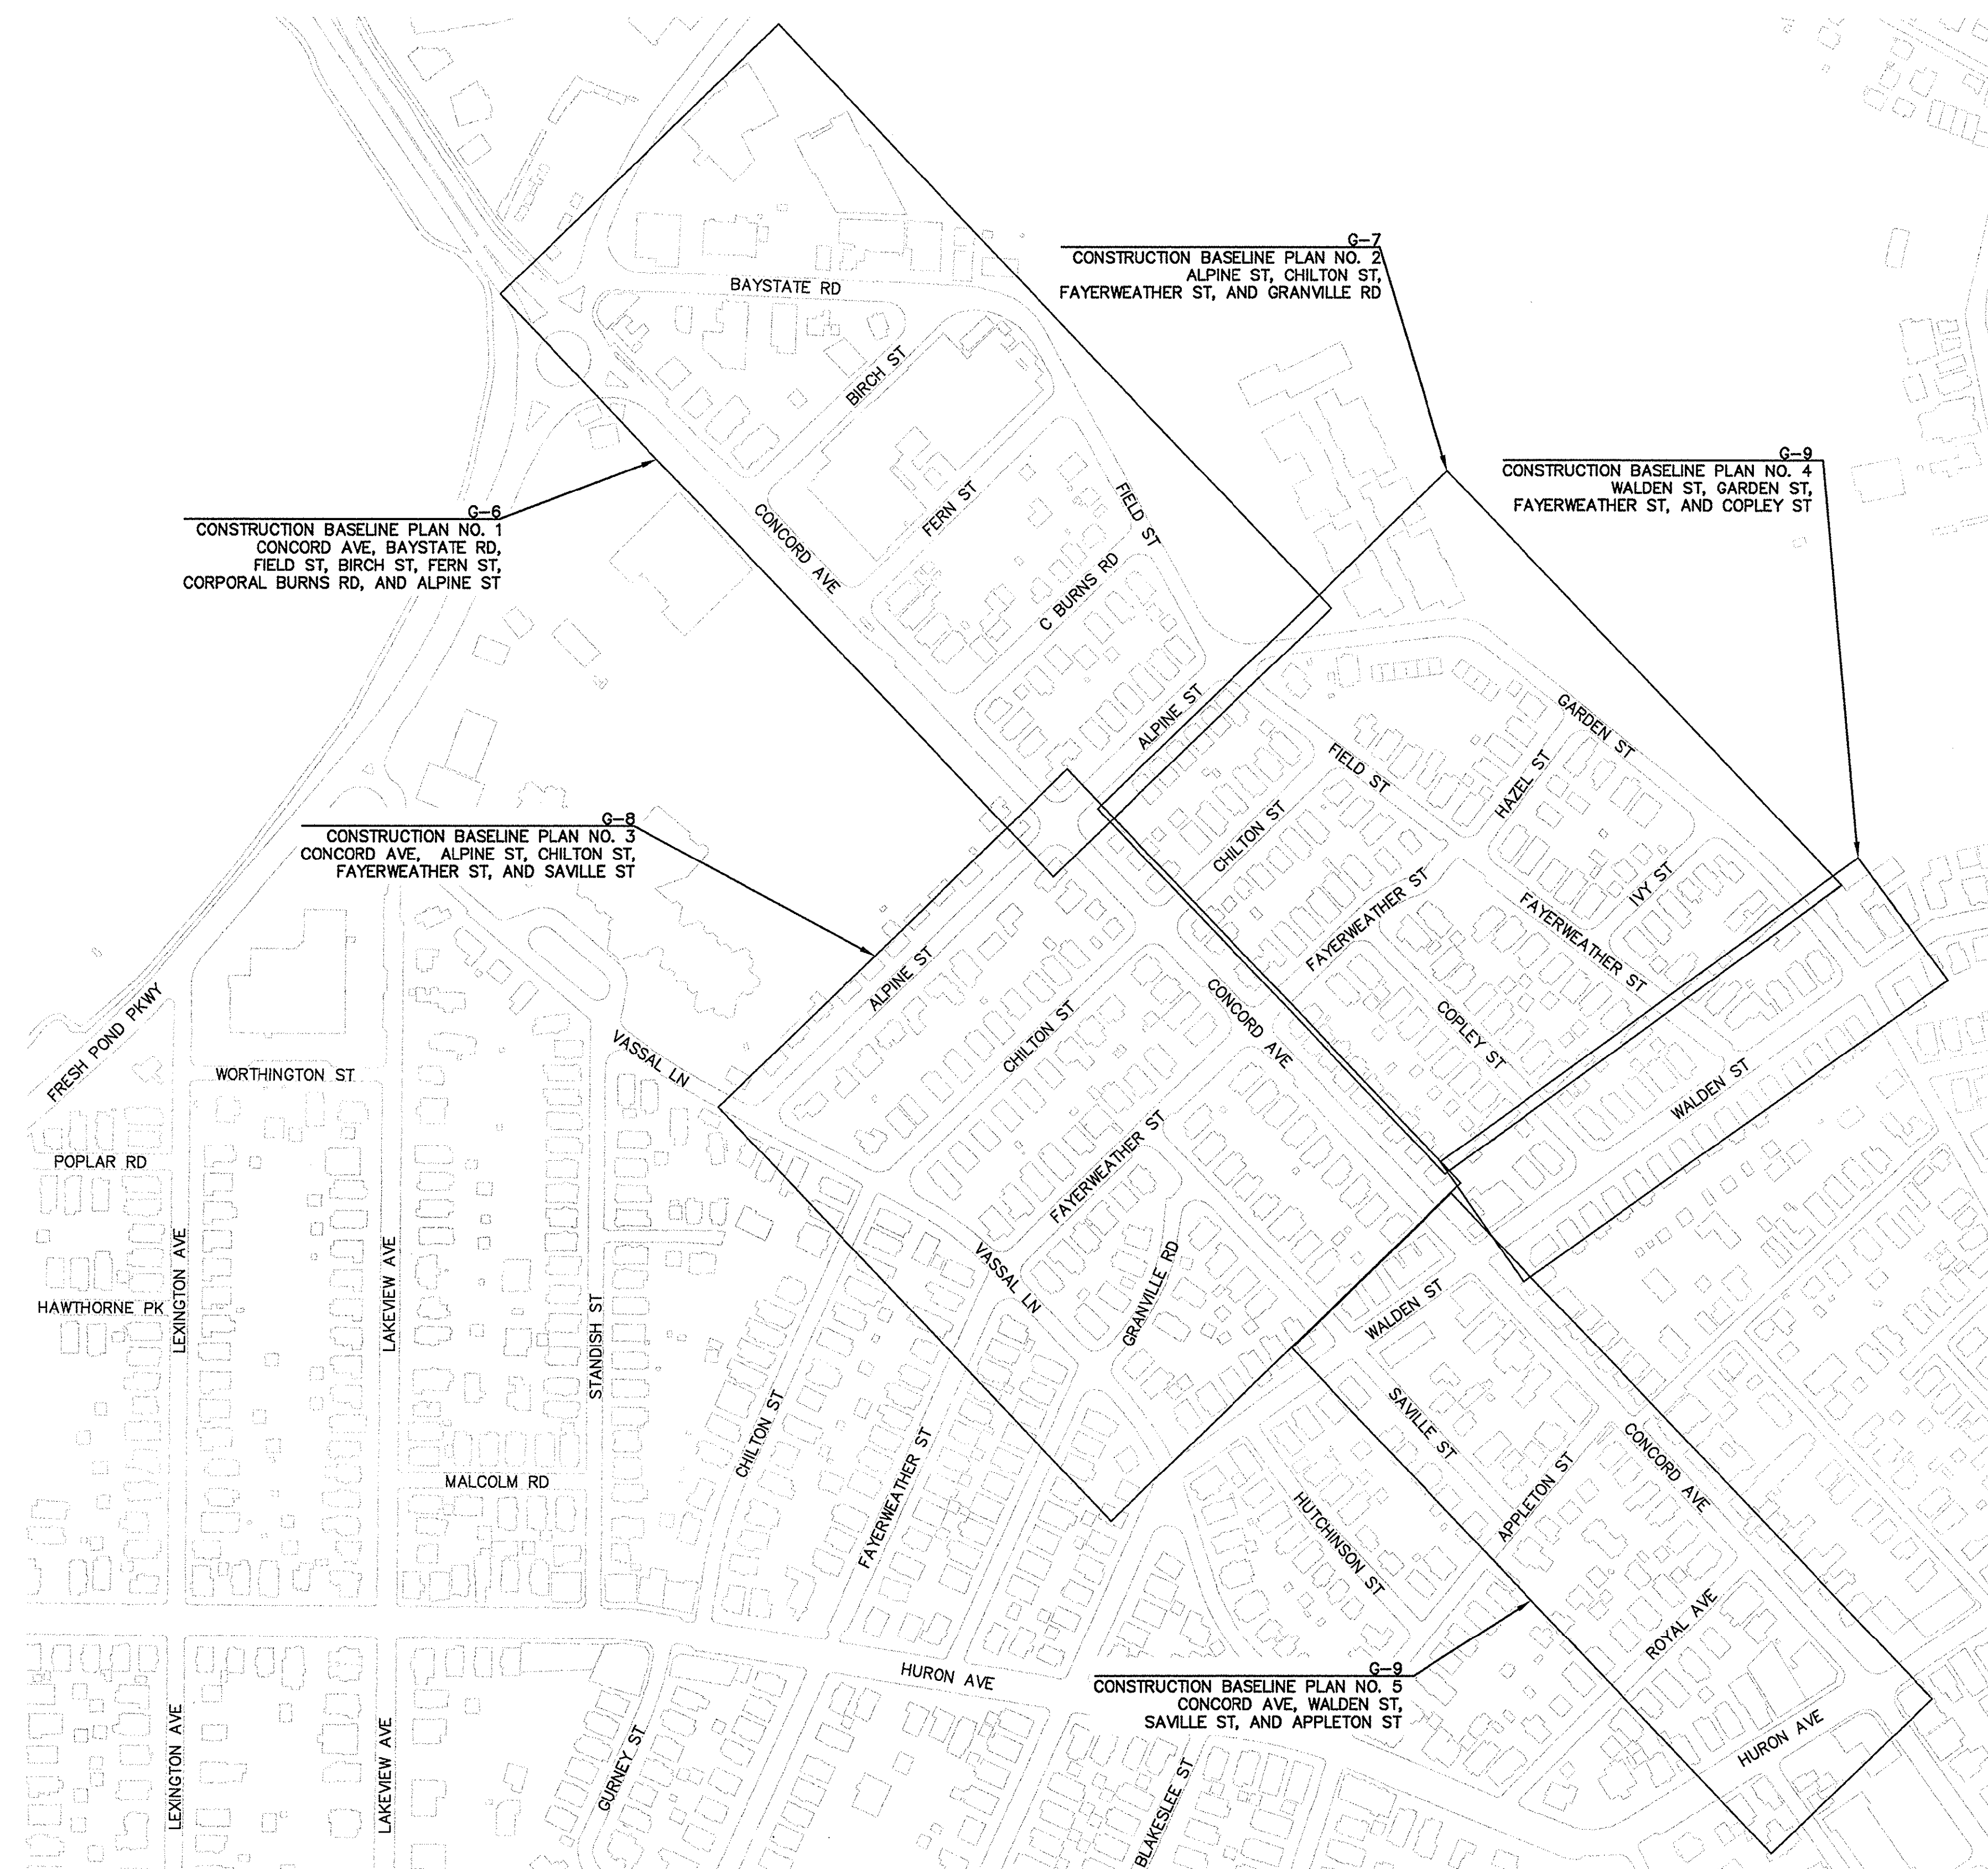 G-7
CONSTRUCTION BASELINE PLAN NO. 2
ALPINE ST, CHILTON ST,
FAYERWEATHER ST, AND GRANVILLE RD
BAYSTATE RD
BIRCH ST
G-9
CONSTRUCTION BASELINE PLAN NO. 4
WALDEN ST, GARDEN ST,
FAYERWEATHER ST, AND COPLEY ST
G-6
CONSTRUCTION BASELINE PLAN NO. 1
CONCORD AVE, BAYSTATE RD,
FIELD ST, BIRCH ST, FERN ST,
CORPORAL BURNS RD, AND ALPINE ST
CONCORD AVE
FERN ST
FIELD ST
C BURNS RD
ALPINE ST
GARDEN ST
FIELD ST
HAZEL ST
CHILTON ST
G-8
CONSTRUCTION BASELINE PLAN NO. 3
CONCORD AVE, ALPINE ST, CHILTON ST,
FAYERWEATHER ST, AND SAVILLE ST
IVY ST
FAYERWEATHER ST
FAYERWEATHER ST
ALPINE ST
CONCORD AVE
CHILTON ST
COPLEY ST
FRESH POND PKWY
WORTHINGTON ST
VASSAL LN
WALDEN ST
POPLAR RD
FAYERWEATHER ST
LEXINGTON AVE
LAKEVIEW AVE
VASSAL LN
GRANVILLE RD
HAWTHORNE PK
STANDISH ST
WALDEN ST
CHILTON ST
SAVILLE ST
CONCORD AVE
MALCOLM RD
FAYERWEATHER ST
APPLETON ST
HUTCHINSON ST
ROYAL AVE
HURON AVE
G-9
CONSTRUCTION BASELINE PLAN NO. 5
CONCORD AVE, WALDEN ST,
SAVILLE ST, AND APPLETON ST
HURON AVE
LEXINGTON AVE
LAKEVIEW AVE
GURNEY ST
BLAKESLEE ST